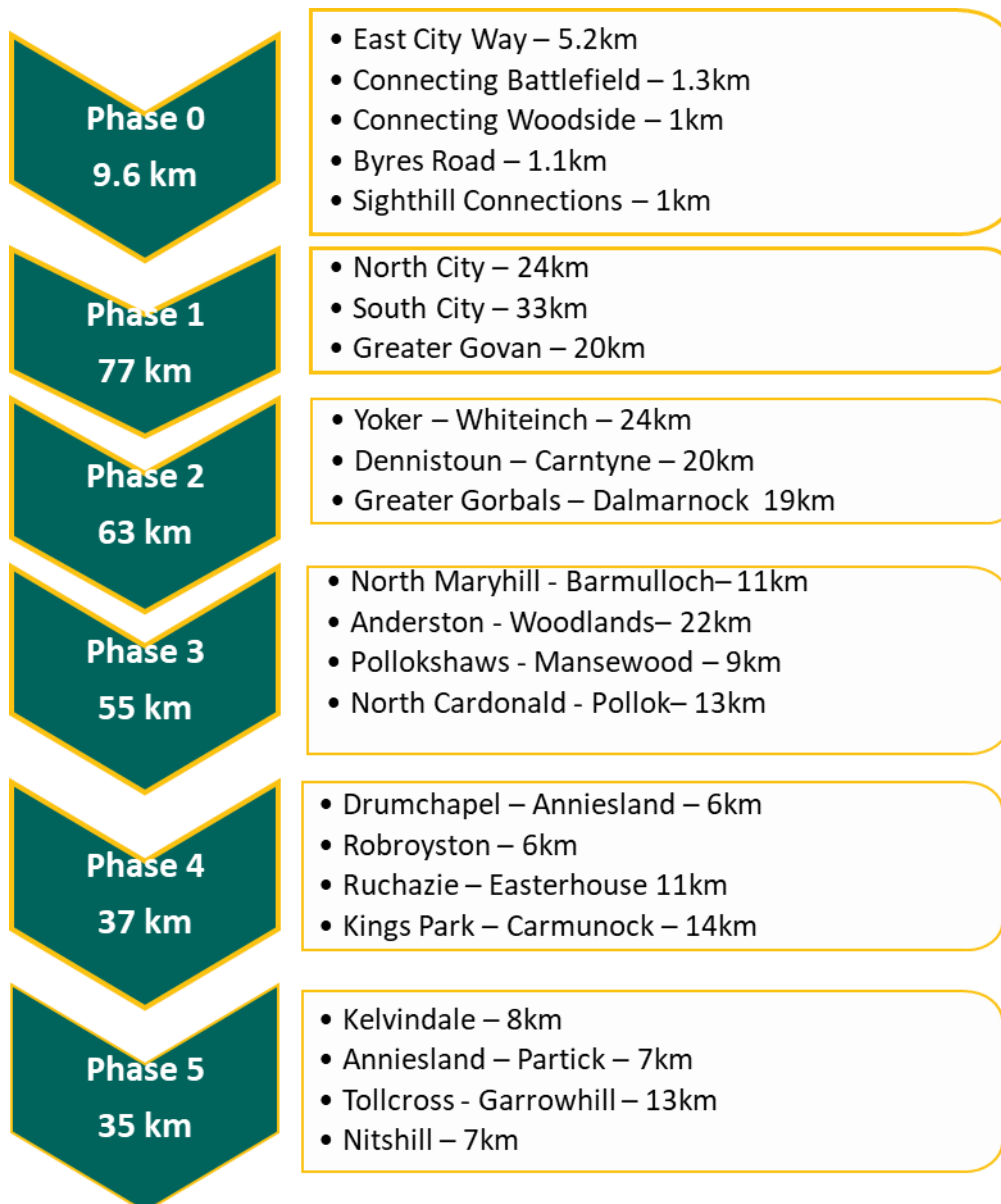 Phase 0
9.6 km
• East City Way – 5.2km
• Connecting Battlefield – 1.3km
• Connecting Woodside – 1km
• Byres Road – 1.1km
• Sighthill Connections – 1km
Phase 1
77 km
• North City – 24km
• South City – 33km
• Greater Govan – 20km
Phase 2
63 km
• Yoker – Whiteinch – 24km
• Dennistoun – Carntyne – 20km
• Greater Gorbals – Dalmarnock  19km
Phase 3
55 km
• North Maryhill - Barmulloch– 11km
• Anderston - Woodlands– 22km
• Pollokshaws - Mansewood – 9km
• North Cardonald - Pollok– 13km
Phase 4
37 km
• Drumchapel – Anniesland – 6km
• Robroyston – 6km
• Ruchazie – Easterhouse 11km
• Kings Park – Carmunock – 14km
Phase 5
35 km
• Kelvindale – 8km
• Anniesland – Partick – 7km
• Tollcross - Garrowhill – 13km
• Nitshill – 7km